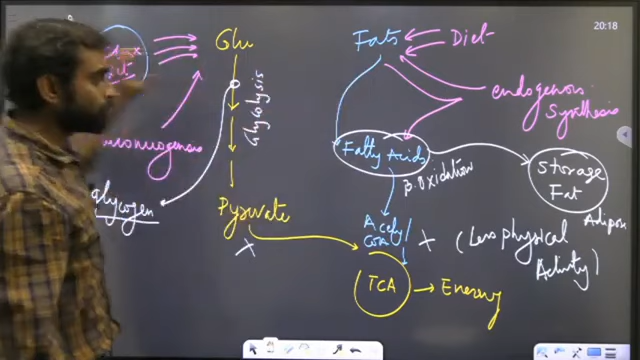 20:18
Glu
Glycolysis
glycogen
Pyruvate
Fats
Diet
endogenous
synthesis
Fatty Acids
β.Oxidation
Storage
Fat
Acetyl
COA
(Less physical
Activity)
TCA
Energy